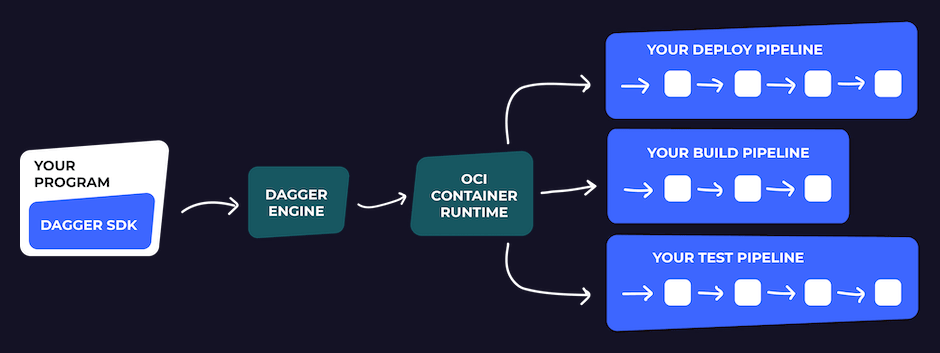 YOUR
PROGRAM
DAGGER SDK
DAGGER
ENGINE
OCI
CONTAINER
RUNTIME
YOUR DEPLOY PIPELINE
YOUR BUILD PIPELINE
YOUR TEST PIPELINE